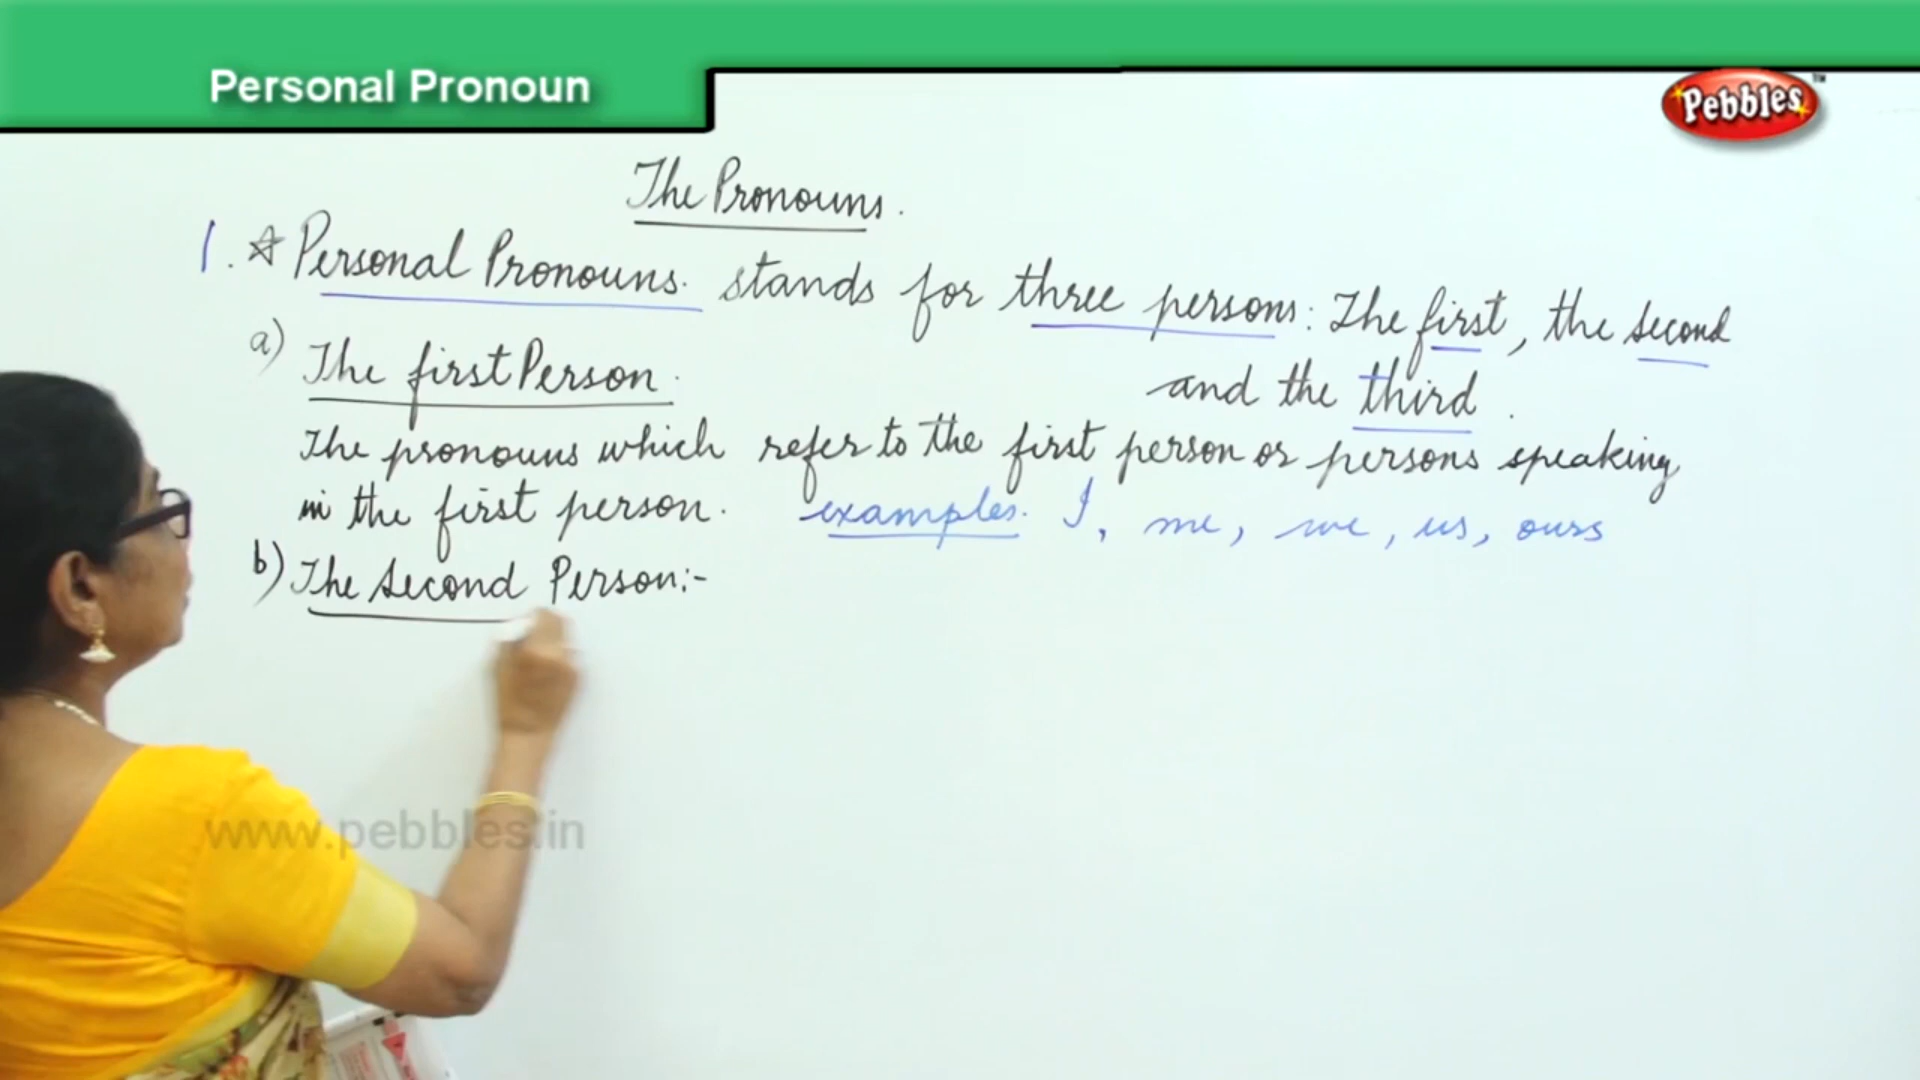 Personal Pronoun
Pebbles™
The Pronouns.
1. ☆ Personal Pronouns. stands for three persons: The first, the second
and the third.
a) The first Person.
The pronouns which refer to the first person or persons speaking
in the first person. examples. I, me, we, us, ours
b) The Second Person:-
www.pebbles.in